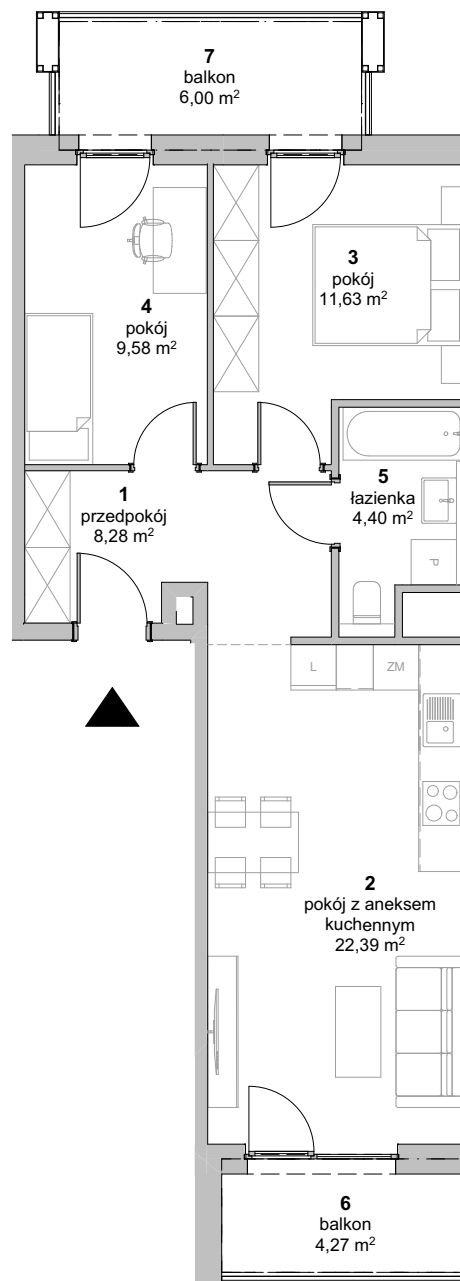 7
balkon
6,00 m²
3
pokój
11,63 m²
4
pokój
9,58 m²
5
łazienka
4,40 m²
1
przedpokój
8,28 m²
P
L
ZM
2
pokój z aneksem
kuchennym
22,39 m²
6
balkon
4,27 m²